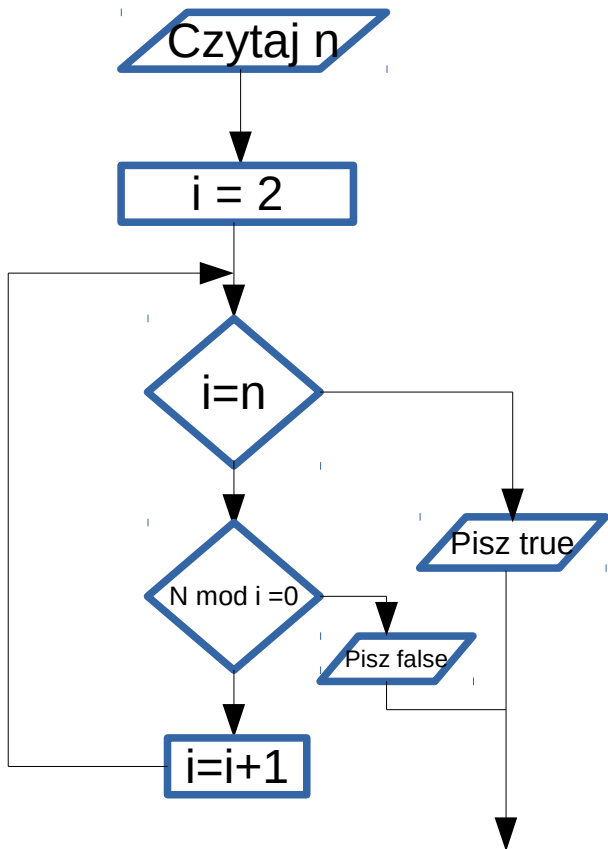 Czytaj n
i = 2
i=n
N mod i =0
Pisz true
Pisz false
i=i+1